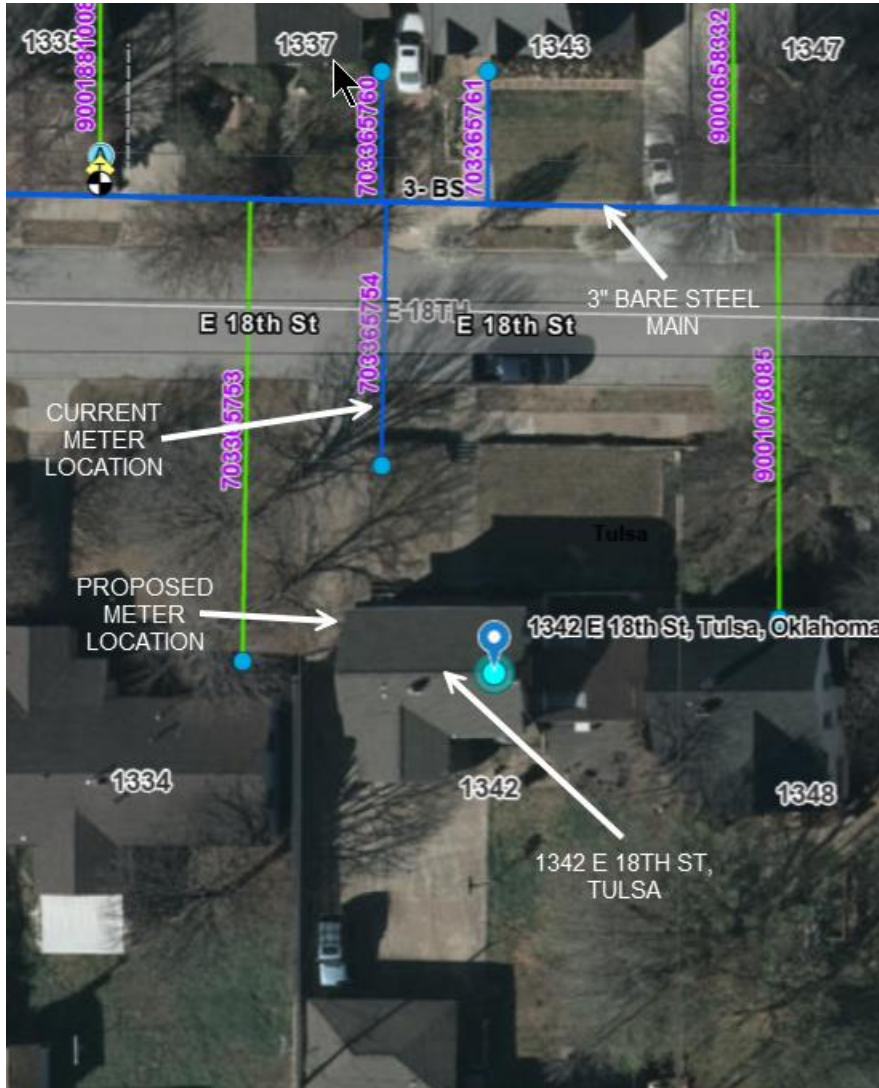 1335
1337
1343
1347
9001881008
703365760
703365761
9000658332
A
3- BS
3" BARE STEEL
MAIN
E 18TH
E 18th St
E 18th St
703365754
703365753
9001078085
CURRENT
METER
LOCATION
Tulsa
PROPOSED
METER
LOCATION
1342 E 18th St, Tulsa, Oklahoma
1334
1342
1348
1342 E 18TH ST,
TULSA